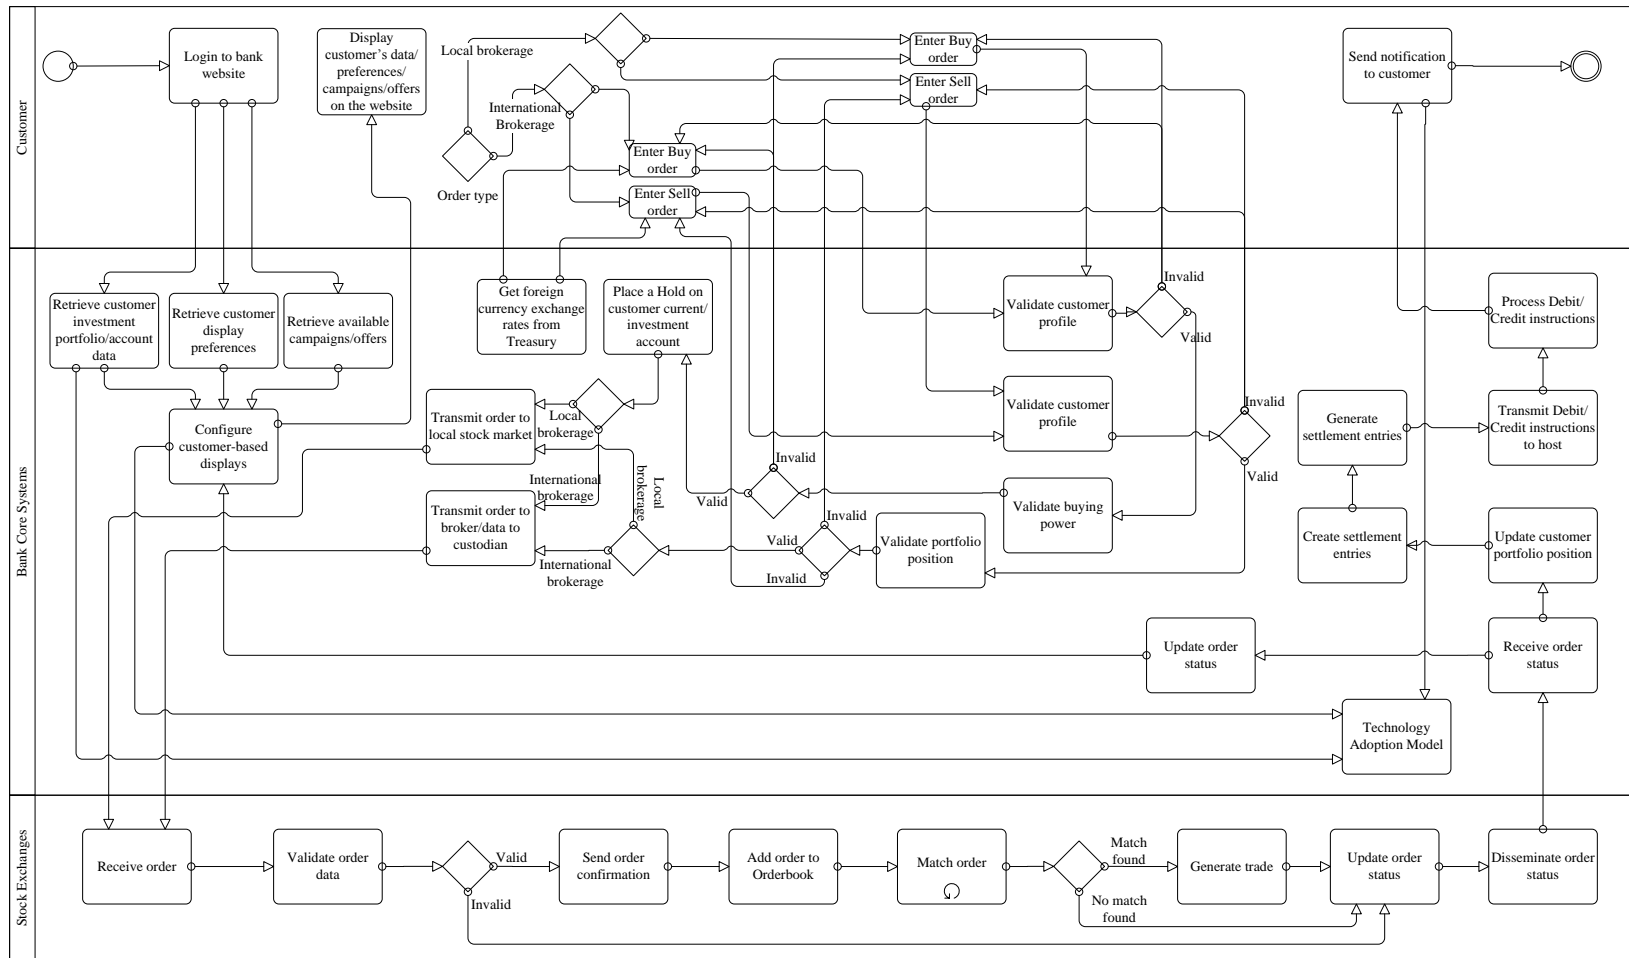 Customer
Login to bank
website
Display
customer's data/
preferences/
campaigns/offers
on the website
Local brokerage
International
Brokerage
Order type
Enter Buy
order
Enter Sell
order
Enter Buy
order
Enter Sell
order
Send notification
to customer
Bank Core Systems
Retrieve customer
investment
portfolio/account
data
Retrieve customer
display
preferences
Retrieve available
campaigns/offers
Configure
customer-based
displays
Get foreign
currency exchange
rates from
Treasury
Place a Hold on
customer current/
investment
account
Transmit order to
local stock market
Local
brokerage
International
brokerage
Local
brokerage
Transmit order to
broker/data to
custodian
International
brokerage
Validate customer
profile
Invalid
Valid
Validate customer
profile
Invalid
Valid
Invalid
Valid
Validate buying
power
Invalid
Valid
Invalid
Validate portfolio
position
Process Debit/
Credit instructions
Generate
settlement entries
Transmit Debit/
Credit instructions
to host
Create settlement
entries
Update customer
portfolio position
Update order
status
Receive order
status
Technology
Adoption Model
Stock Exchanges
Receive order
Validate order
data
Valid
Invalid
Send order
confirmation
Add order to
Orderbook
Match order
Match
found
No match
found
Generate trade
Update order
status
Disseminate order
status